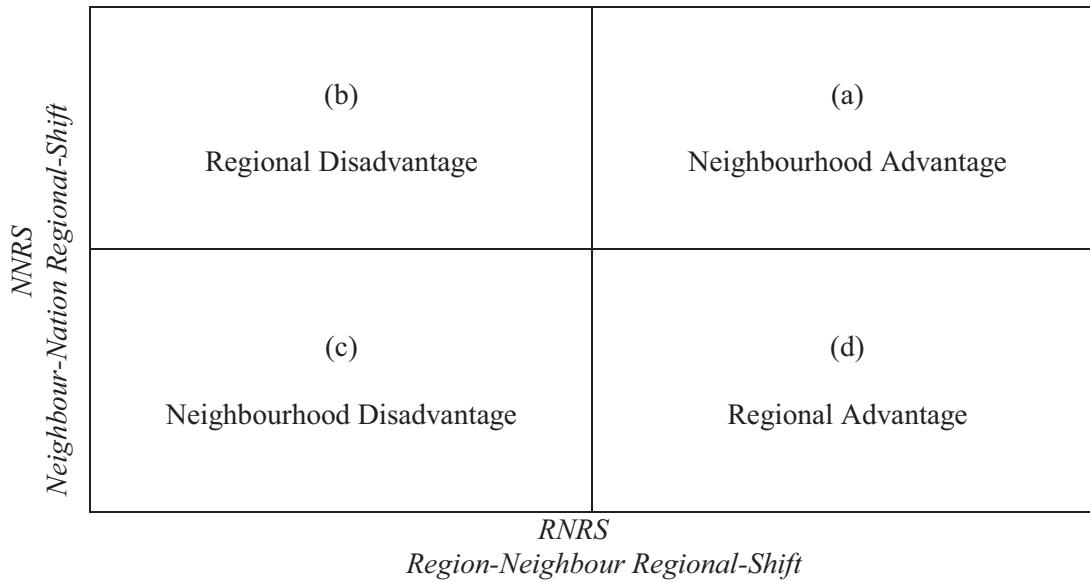 NNRS
Neighbour-Nation Regional-Shift
(b)
Regional Disadvantage
(a)
Neighbourhood Advantage
(c)
Neighbourhood Disadvantage
(d)
Regional Advantage
RNRS
Region-Neighbour Regional-Shift